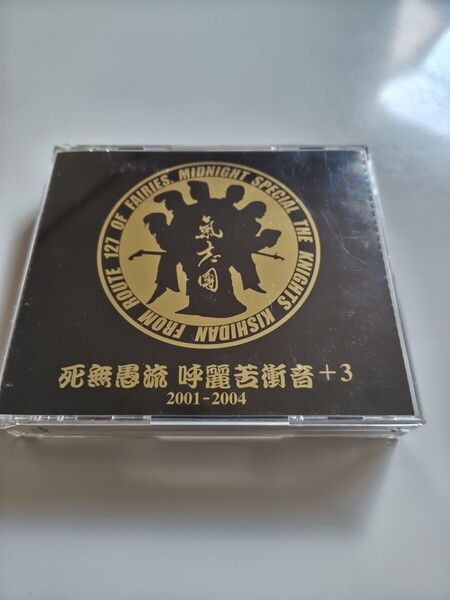 MIDNIGHT SPECIAL THE KNIGHTS KISHIDAN FROM ROUTE 127 OF FAIRIES,
氣志團
死無愚流 呼麗苦衝音+3
2001-2004